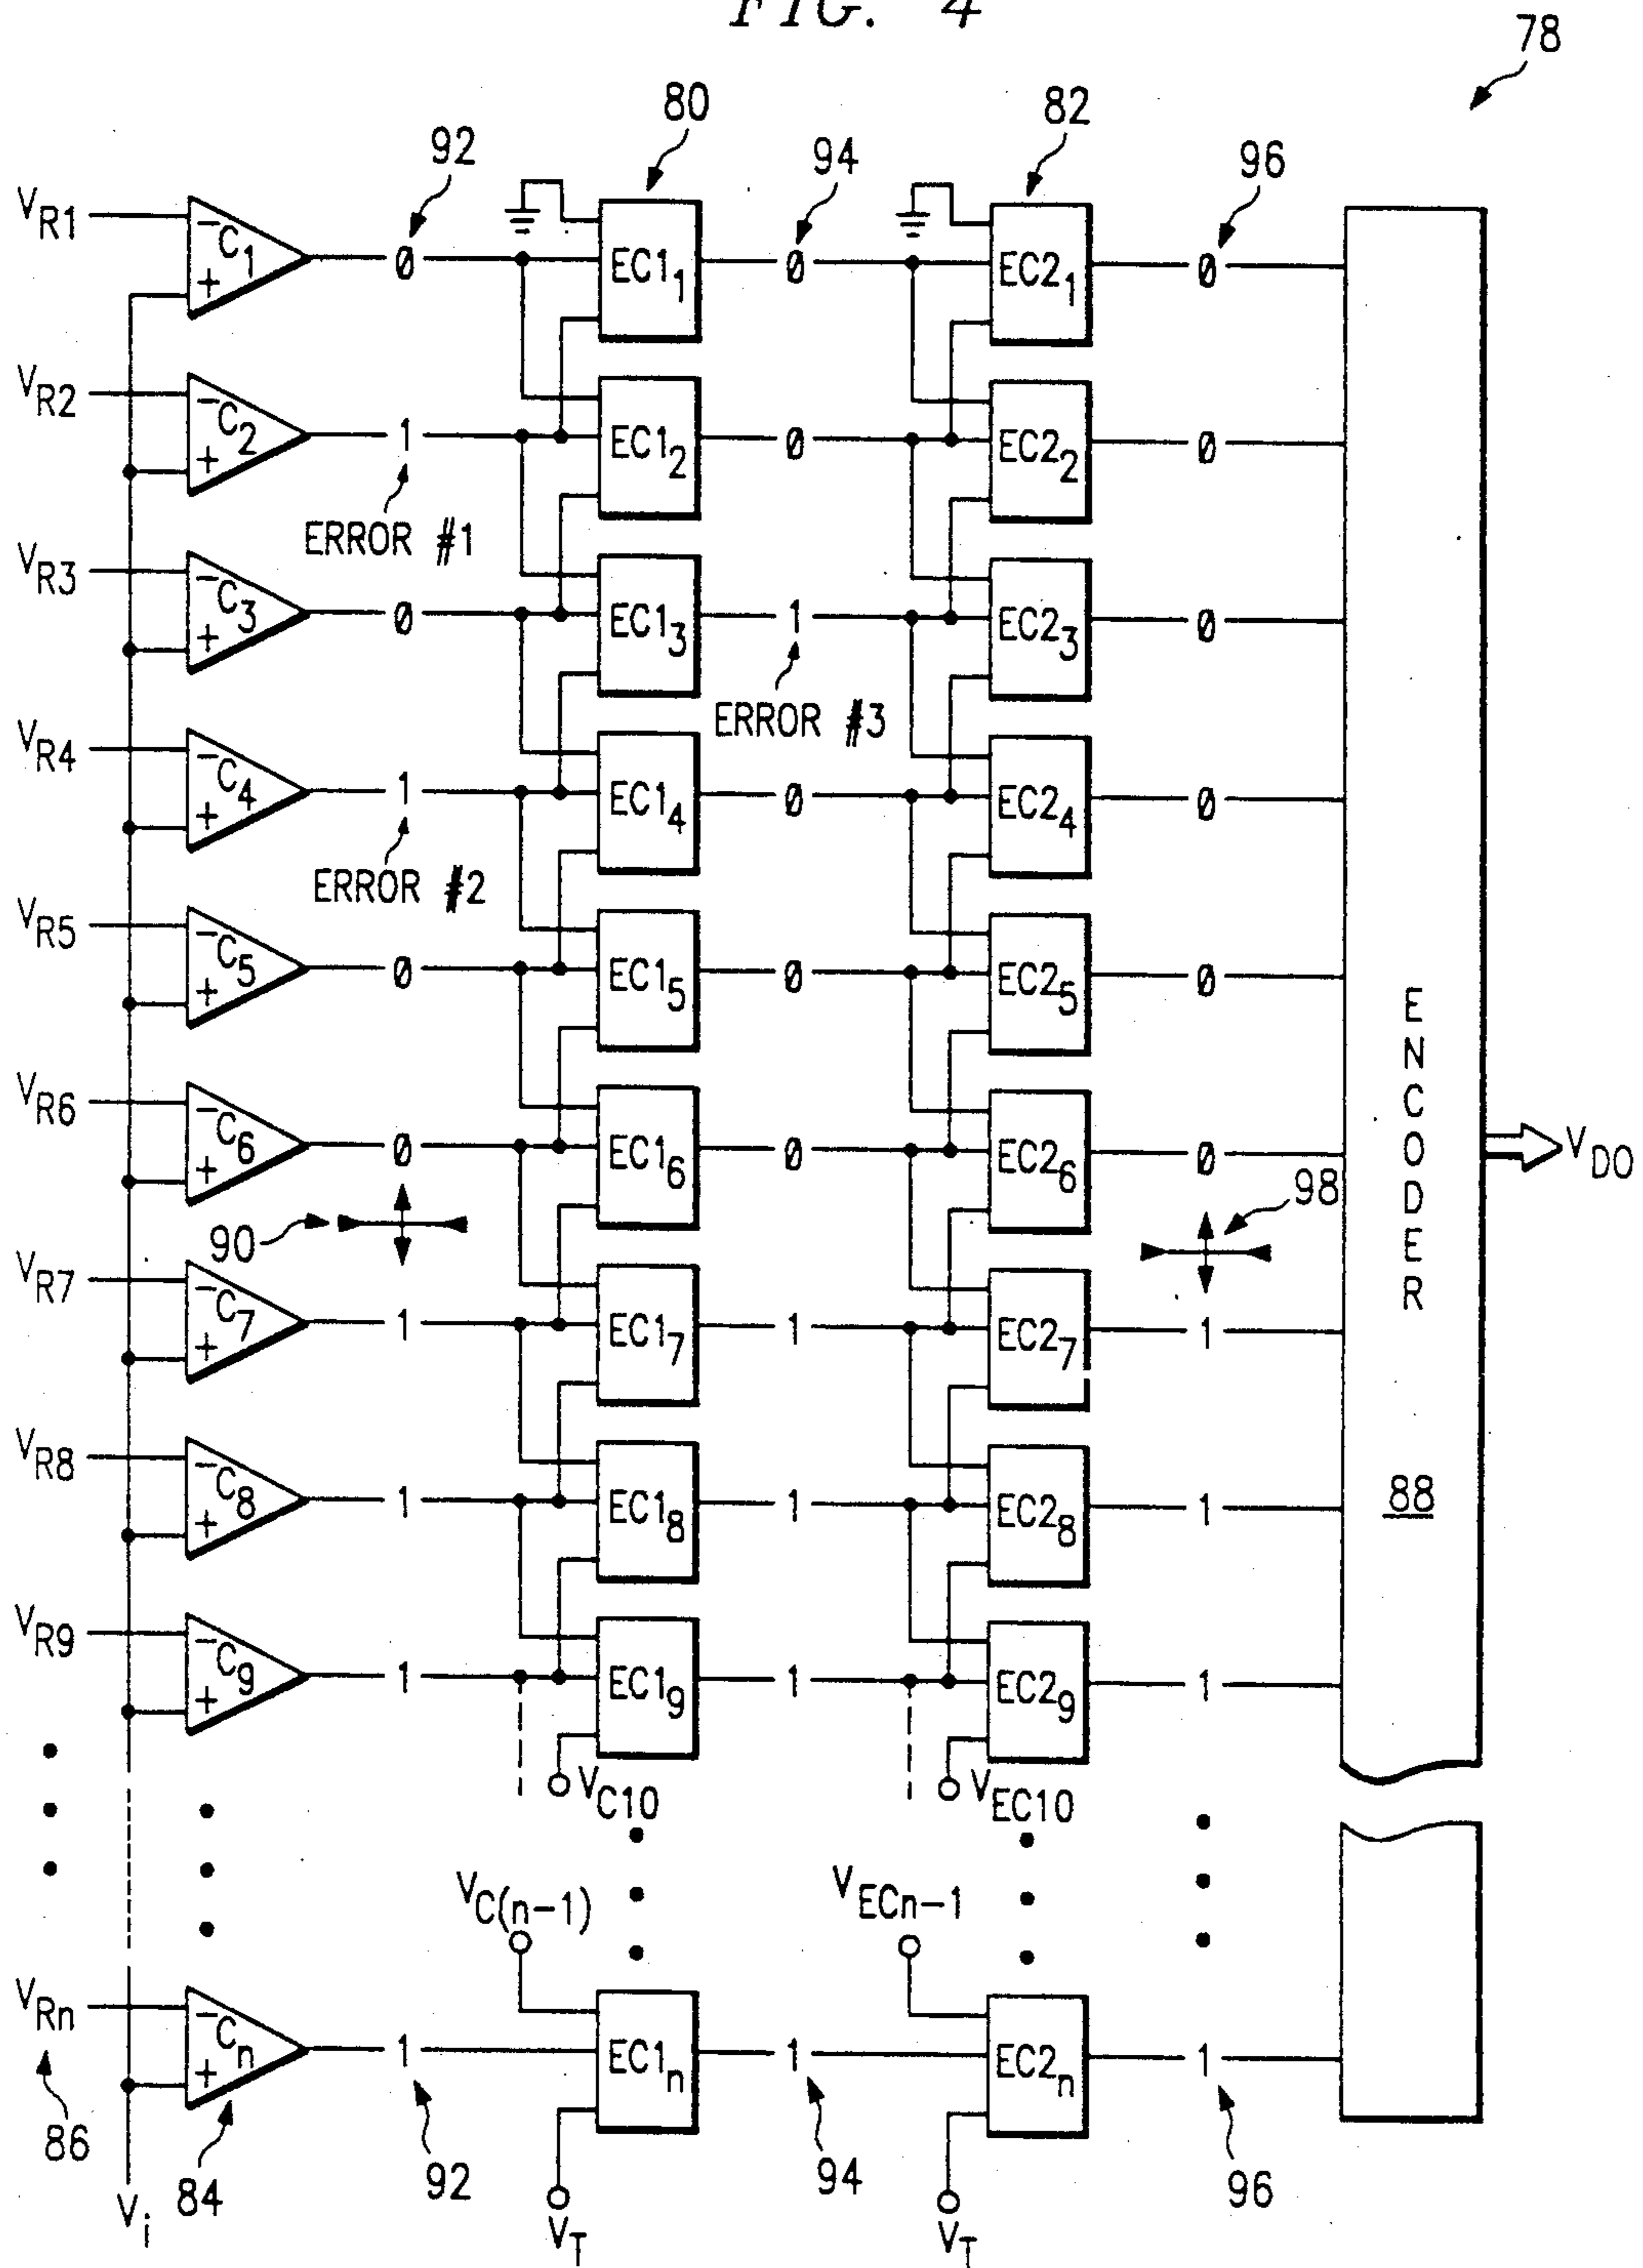 FIG. 4
78
80
82
92
94
96
VR1
- C1 +
0
EC11
0
EC21
0
VR2
- C2 +
1
EC12
0
EC22
0
ERROR #1
VR3
- C3 +
0
EC13
1
EC23
0
ERROR #3
VR4
- C4 +
1
EC14
0
EC24
0
ERROR #2
VR5
- C5 +
0
EC15
0
EC25
0
ENCODER
VR6
- C6 +
0
EC16
0
EC26
0
VDO
90
98
VR7
- C7 +
1
EC17
1
EC27
1
VR8
- C8 +
1
EC18
1
EC28
1
88
VR9
- C9 +
1
EC19
1
EC29
1
VC10
VEC10
VC(n-1)
VECn-1
VRn
- Cn +
1
EC1n
1
EC2n
1
86
84
92
94
96
Vi
VT
VT